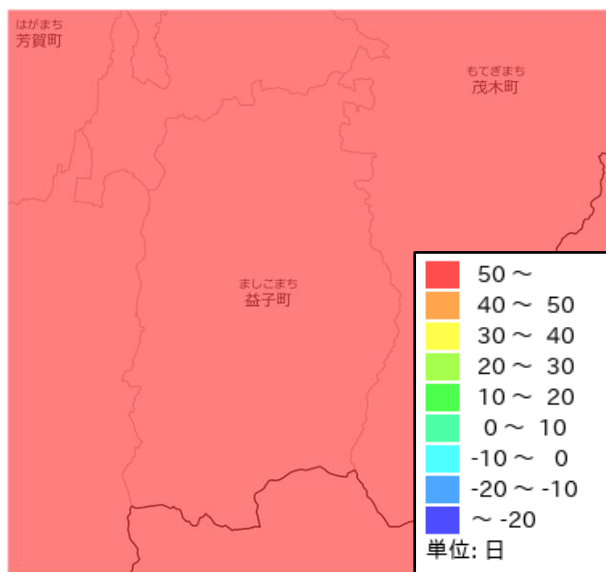 はがまち
芳賀町
もてぎまち
茂木町
ましこまち
益子町
50～
40～ 50
30～ 40
20～ 30
10～ 20
0～ 10
-10～ 0
-20～-10
～-20
単位: 日